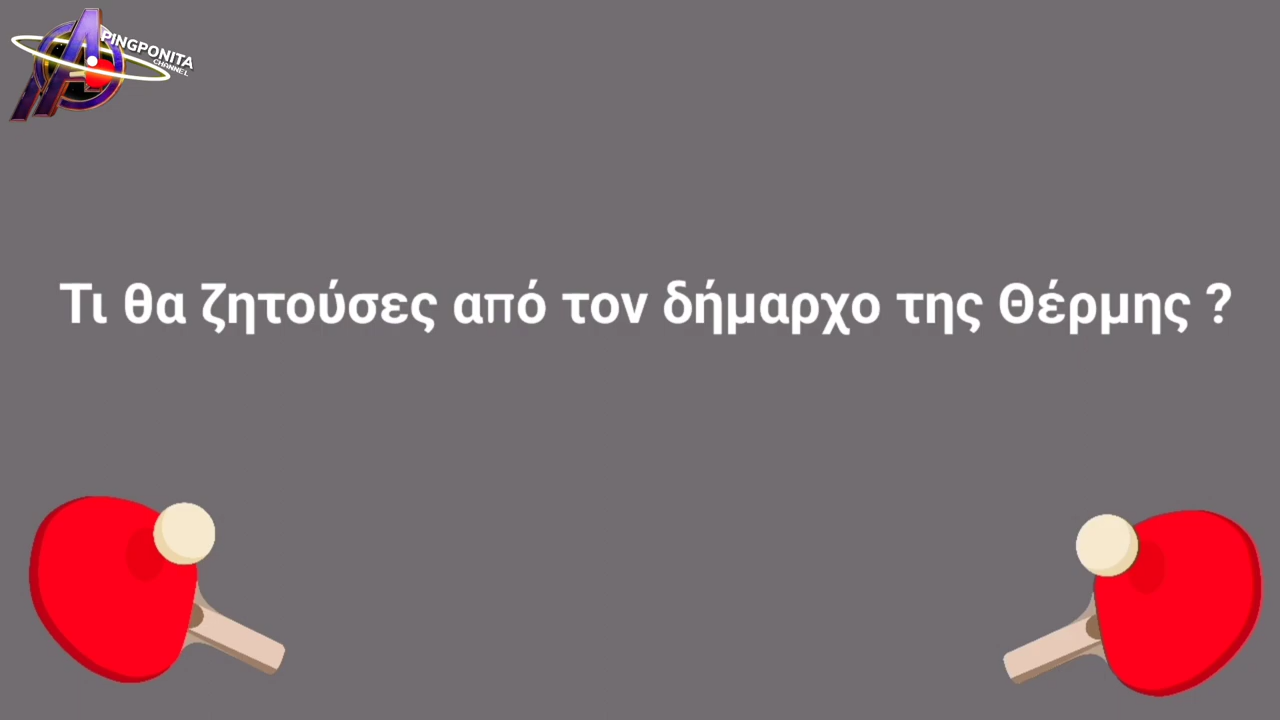 PINGPONITA
CHANNEL
Τι θα ζητούσες από τον δήμαρχο της Θέρμης ?